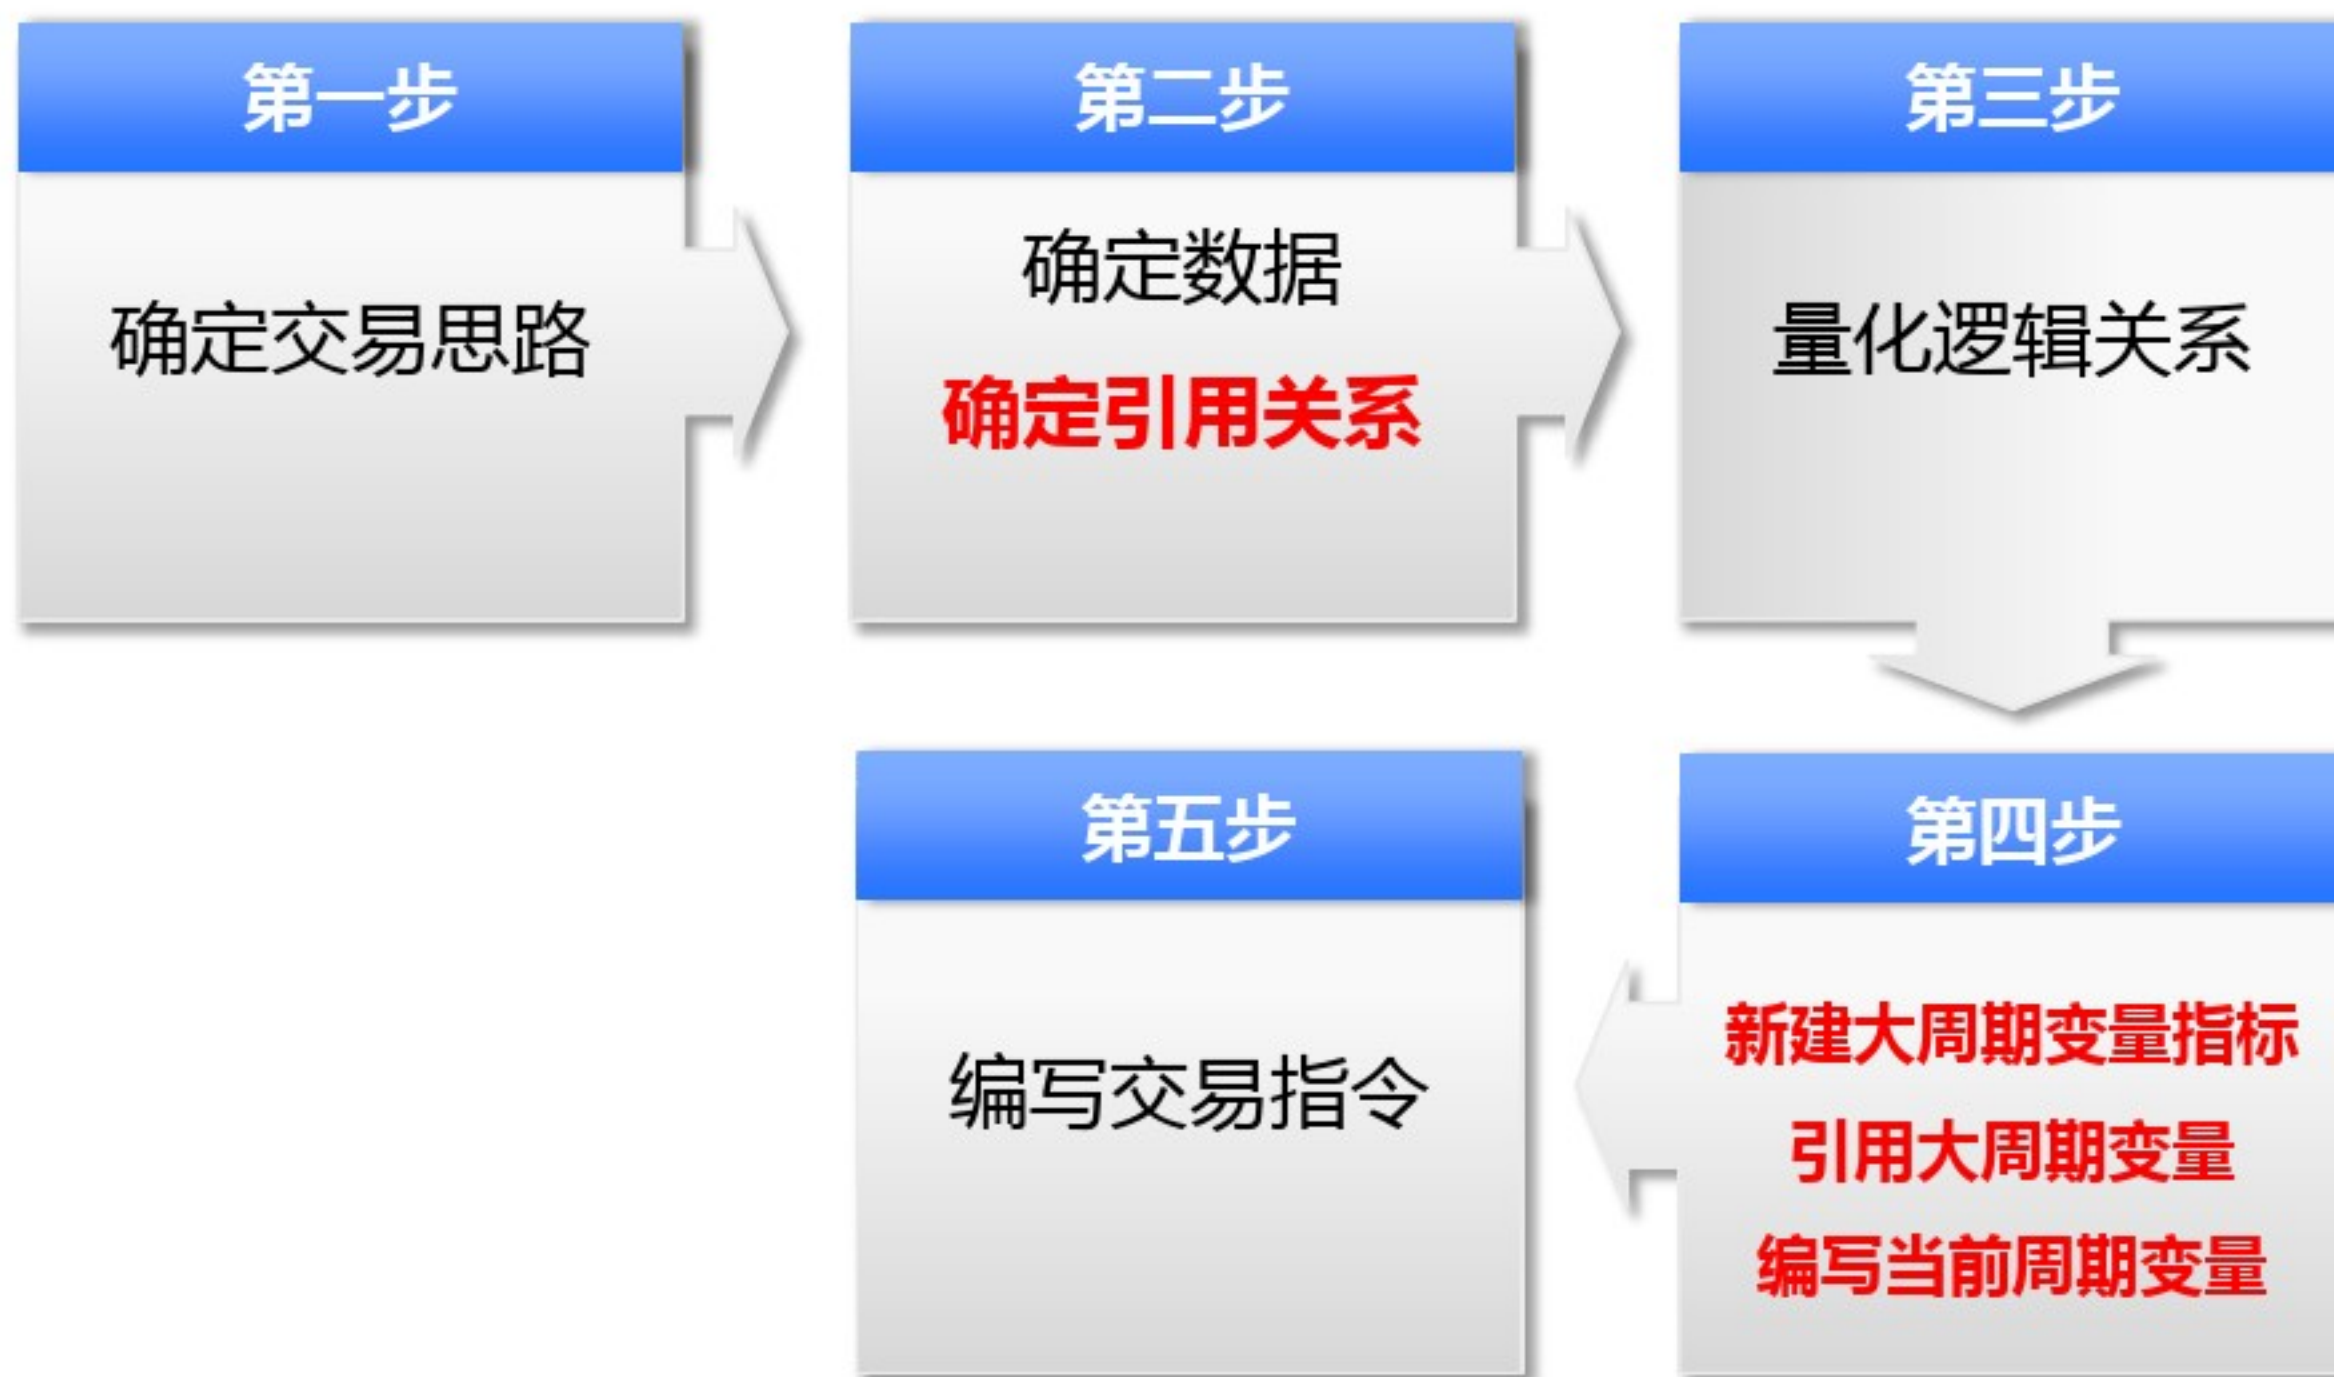 第一步
确定交易思路
第二步
确定数据
确定引用关系
第三步
量化逻辑关系
第四步
新建大周期变量指标
引用大周期变量
编写当前周期变量
第五步
编写交易指令